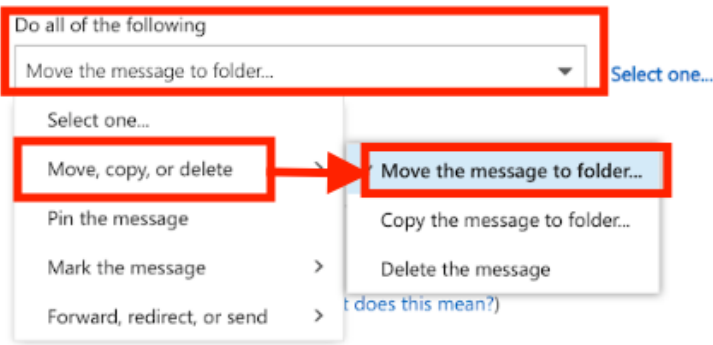 Do all of the following
Move the message to folder...
Select one...
Select one...
Move, copy, or delete
Move the message to folder...
Pin the message
Copy the message to folder...
Mark the message
Delete the message
does this mean?)
Forward, redirect, or send